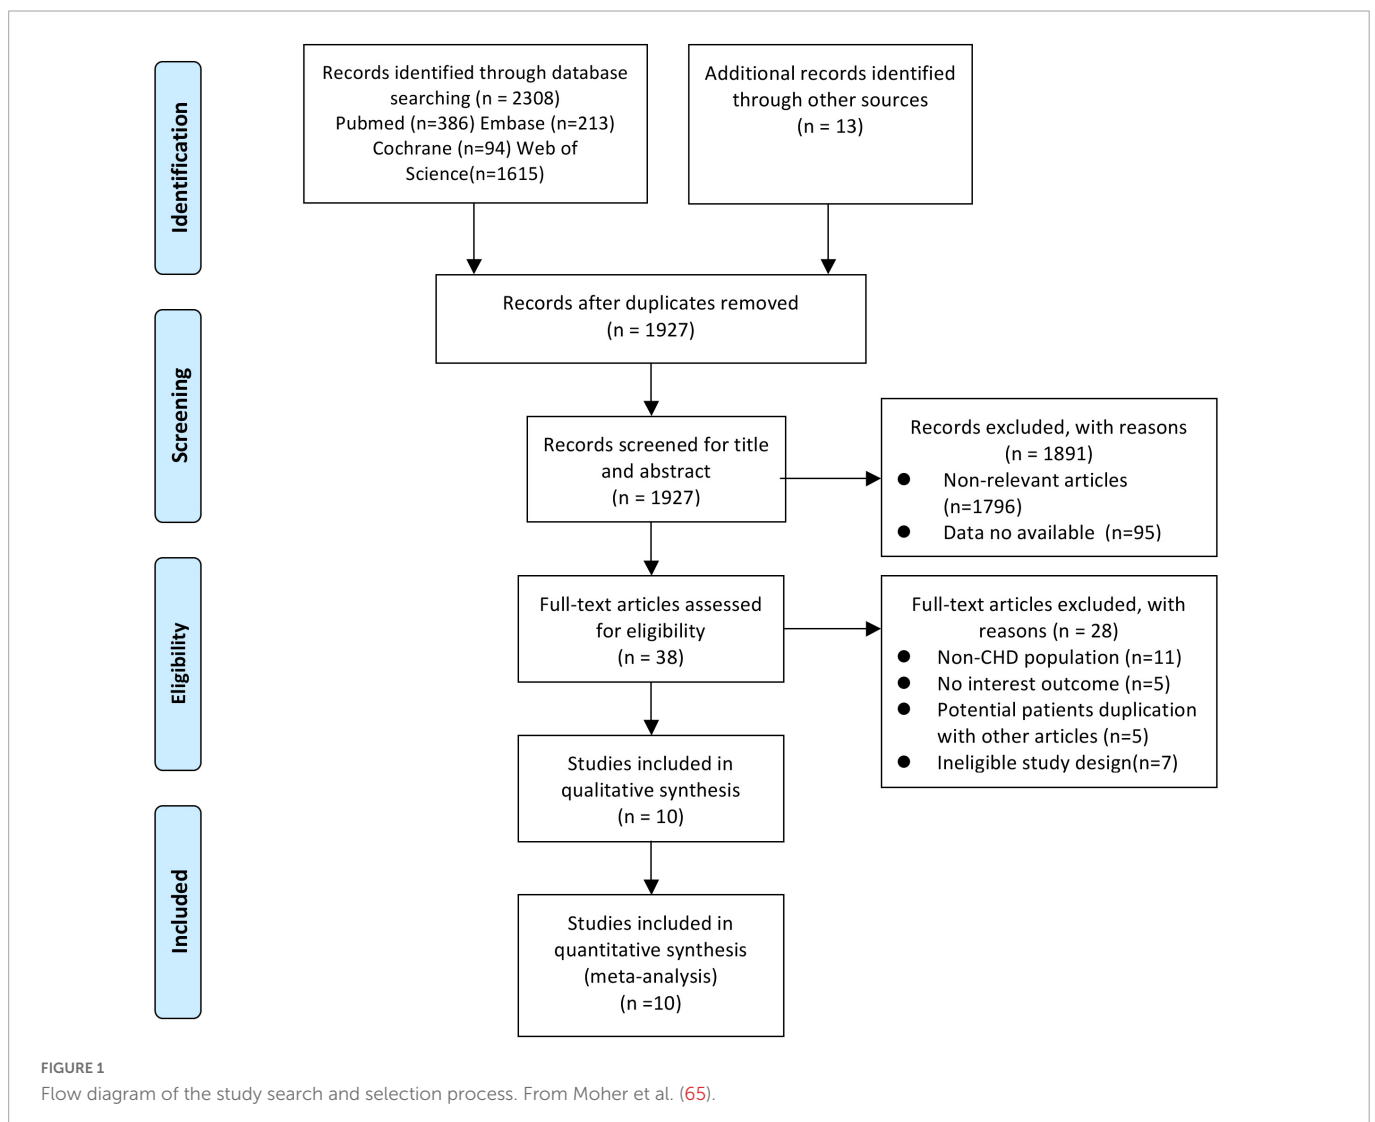 Identification
Records identified through database
searching (n = 2308)
Pubmed (n=386) Embase (n=213)
Cochrane (n=94) Web of
Science(n=1615)
Additional records identified
through other sources
(n = 13)
Records after duplicates removed
(n = 1927)
Screening
Records screened for title
and abstract
(n = 1927)
Records excluded, with reasons
(n = 1891)
● Non-relevant articles
(n=1796)
● Data no available (n=95)
Eligibility
Full-text articles assessed
for eligibility
(n = 38)
Full-text articles excluded, with
reasons (n = 28)
● Non-CHD population (n=11)
● No interest outcome (n=5)
● Potential patients duplication
with other articles (n=5)
● Ineligible study design(n=7)
Studies included in
qualitative synthesis
(n = 10)
Included
Studies included in
quantitative synthesis
(meta-analysis)
(n =10)
FIGURE 1
Flow diagram of the study search and selection process. From Moher et al. (65).